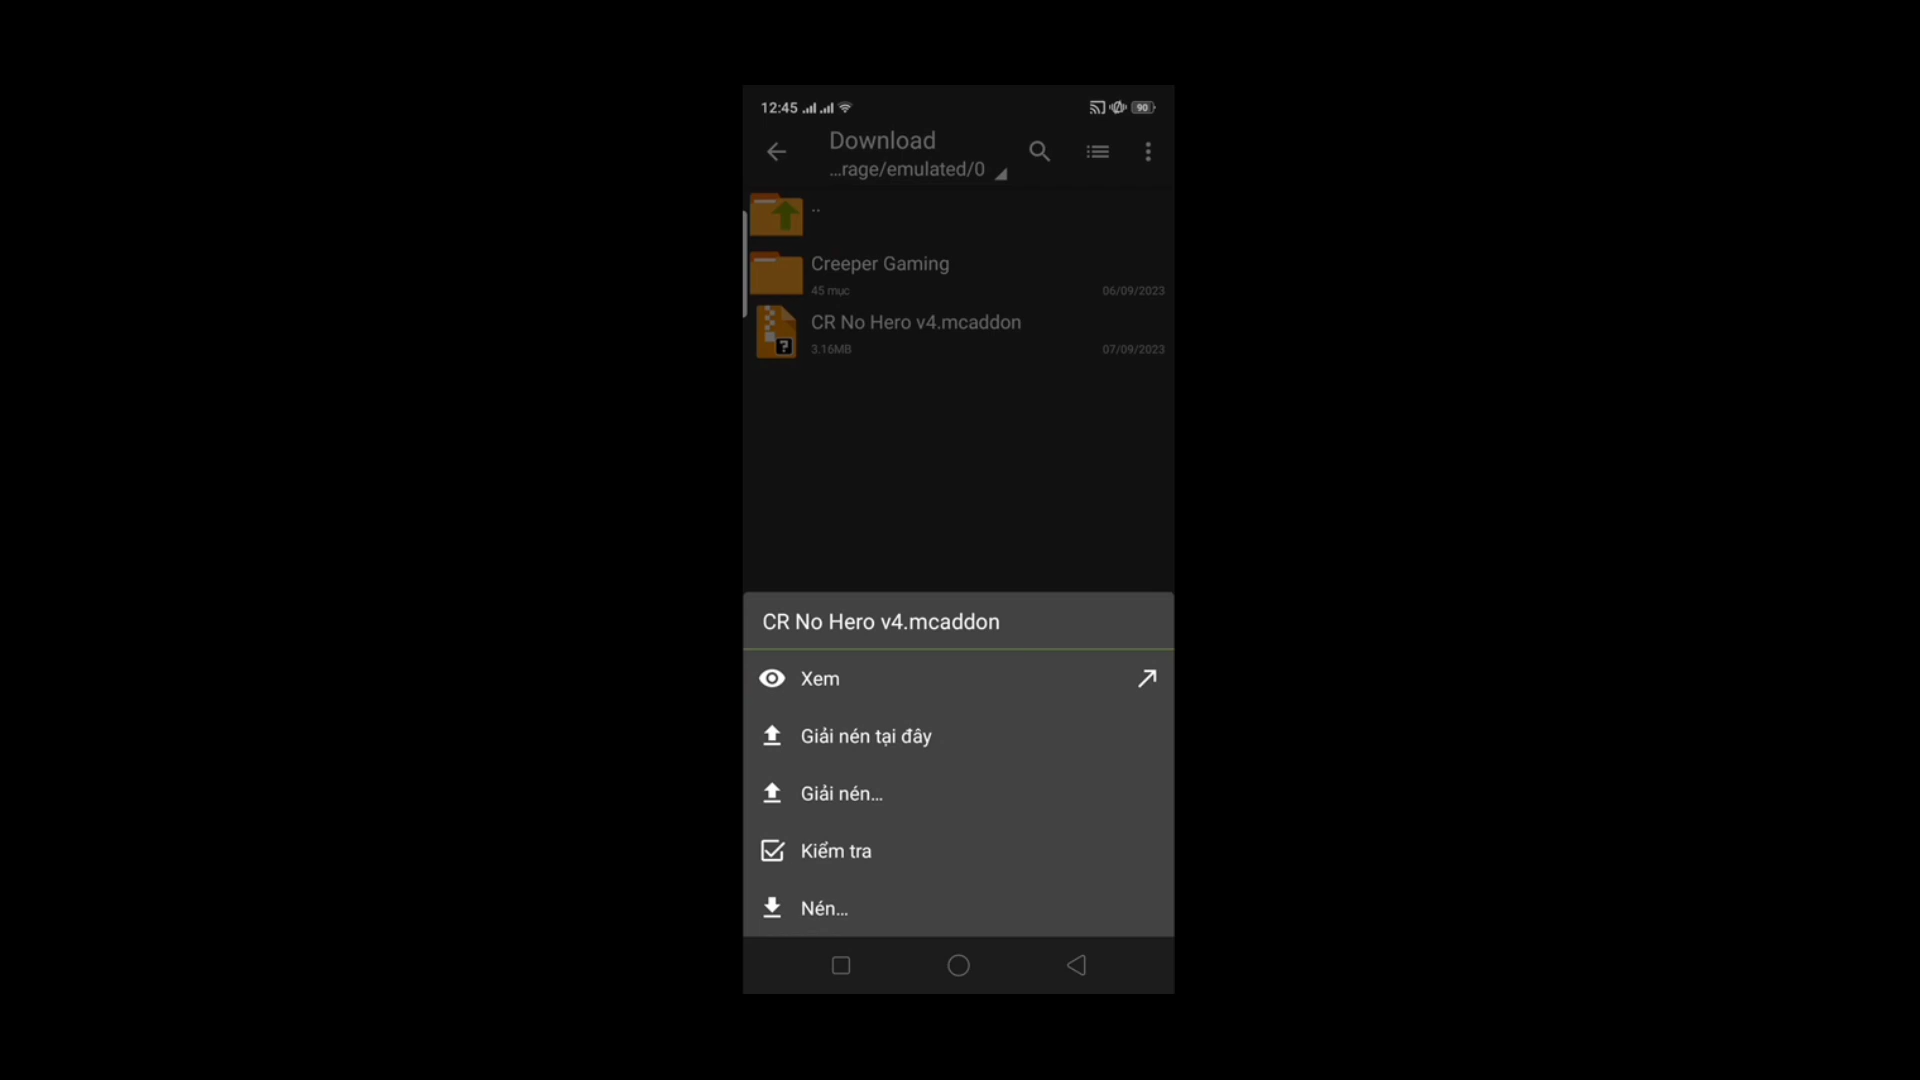 12:45
90
Download
...rage/emulated/0
..
Creeper Gaming
45 mục
06/09/2023
CR No Hero v4.mcaddon
3.16MB
07/09/2023
CR No Hero v4.mcaddon
Xem
Giải nén tại đây
Giải nén...
Kiểm tra
Nén...